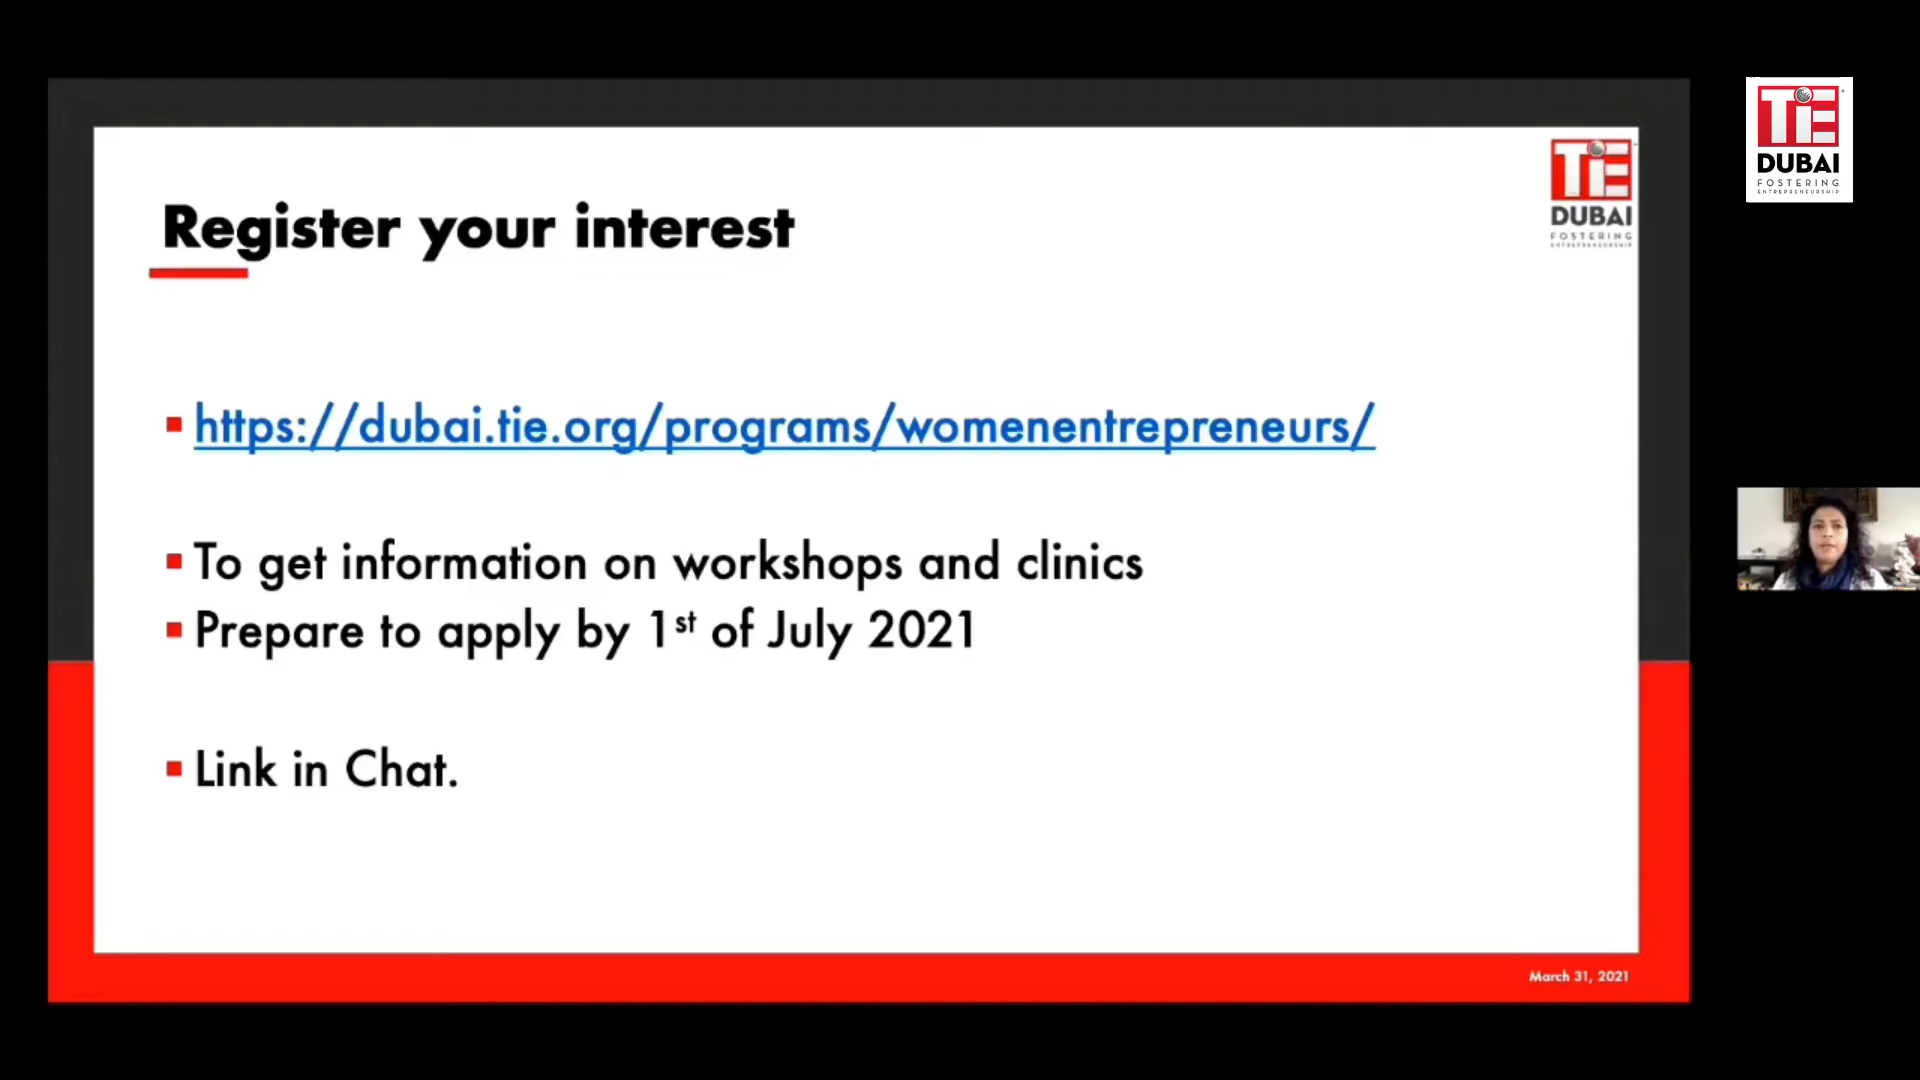 Register your interest
TiE
DUBAI
FOSTERING
ENTREPRENEURSHIP
TiE
DUBAI
FOSTERING
ENTREPRENEURSHIP
https://dubai.tie.org/programs/womenentrepreneurs/
To get information on workshops and clinics
Prepare to apply by 1st of July 2021
Link in Chat.
March 31, 2021